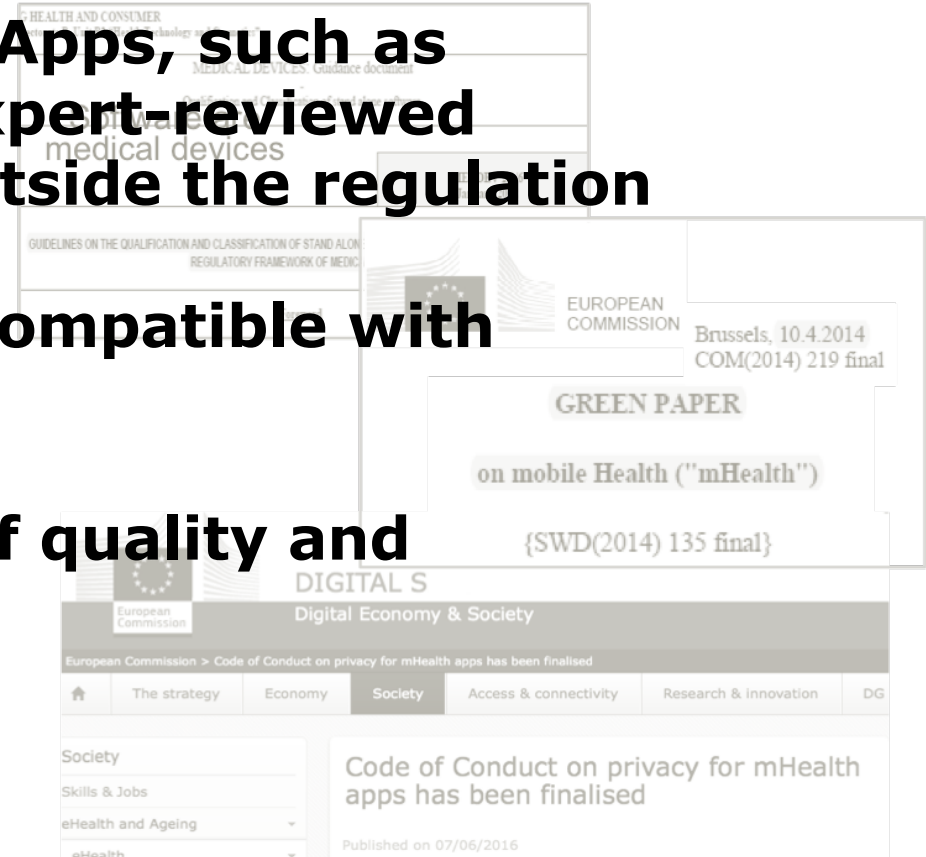 G HEALTH AND CONSUMER
Apps, such as
MEDICAL DEVICES: Guidance document
xpert-reviewed
Software are
medical devices
tside the regulation
GUIDELINES ON THE QUALIFICATION AND CLASSIFICATION OF STAND ALON
REGULATORY FRAMEWORK OF MEDIC
ompatible with
EUROPEAN
COMMISSION
Brussels, 10.4.2014
COM(2014) 219 final
GREEN PAPER
on mobile Health ("mHealth")
{SWD(2014) 135 final}
f quality and
DIGITAL S
European
Commission
Digital Economy & Society
European Commission > Code of Conduct on privacy for mHealth apps has been finalised
The strategy Economy Society Access & connectivity Research & innovation DG
Society
Skills & Jobs
eHealth and Ageing
eHealth
Code of Conduct on privacy for mHealth
apps has been finalised
Published on 07/06/2016